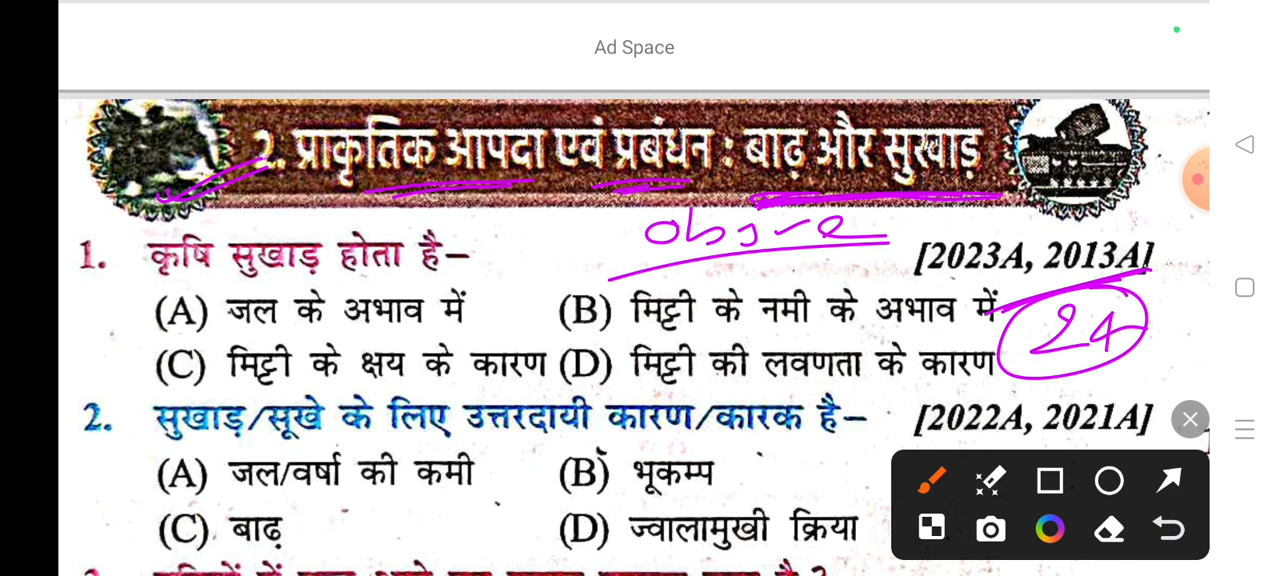 Ad Space
2. प्राकृतिक आपदा एवं प्रबंधन : बाढ़ और सुखाड़
1. कृषि सुखाड़ होता है– [2023A, 2013A]
(A) जल के अभाव में (B) मिट्टी के नमी के अभाव में
(C) मिट्टी के क्षय के कारण (D) मिट्टी की लवणता के कारण
24
2. सुखाड़/सूखे के लिए उत्तरदायी कारण/कारक है– [2022A, 2021A]
(A) जल/वर्षा की कमी (B) भूकम्प
(C) बाढ़ (D) ज्वालामुखी क्रिया